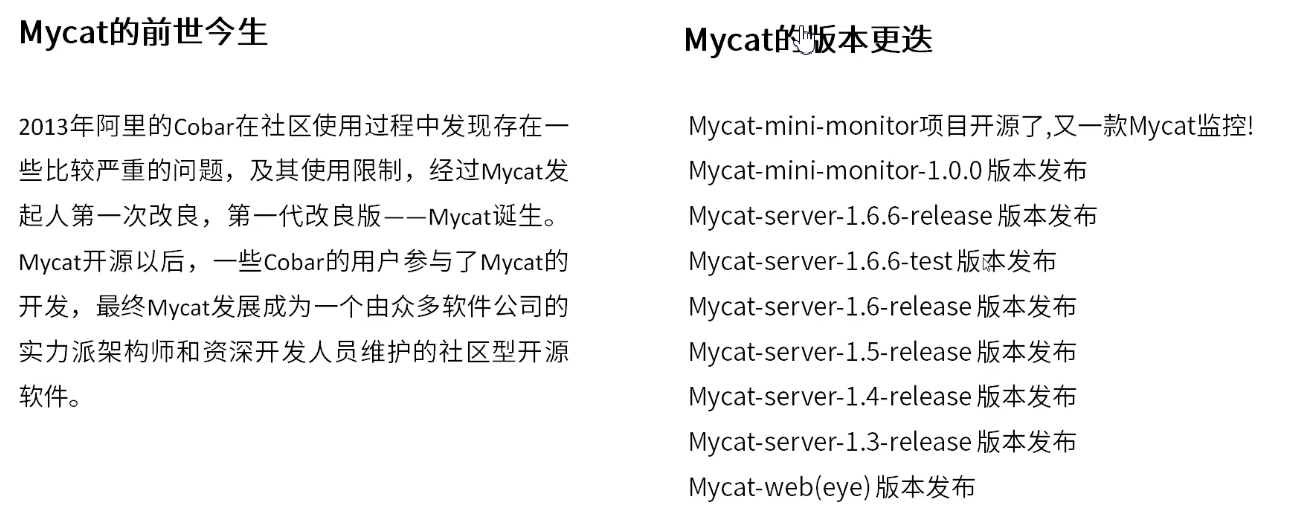 Mycat的前世今生
2013年阿里的Cobar在社区使用过程中发现存在一
些比较严重的问题，及其使用限制，经过Mycat发
起人第一次改良，第一代改良版——Mycat诞生。
Mycat开源以后，一些Cobar的用户参与了Mycat的
开发，最终Mycat发展成为一个由众多软件公司的
实力派架构师和资深开发人员维护的社区型开源
软件。
Mycat的版本更迭
Mycat-mini-monitor项目开源了,又一款Mycat监控!
Mycat-mini-monitor-1.0.0 版本发布
Mycat-server-1.6.6-release 版本发布
Mycat-server-1.6.6-test 版本发布
Mycat-server-1.6-release 版本发布
Mycat-server-1.5-release 版本发布
Mycat-server-1.4-release 版本发布
Mycat-server-1.3-release 版本发布
Mycat-web(eye) 版本发布